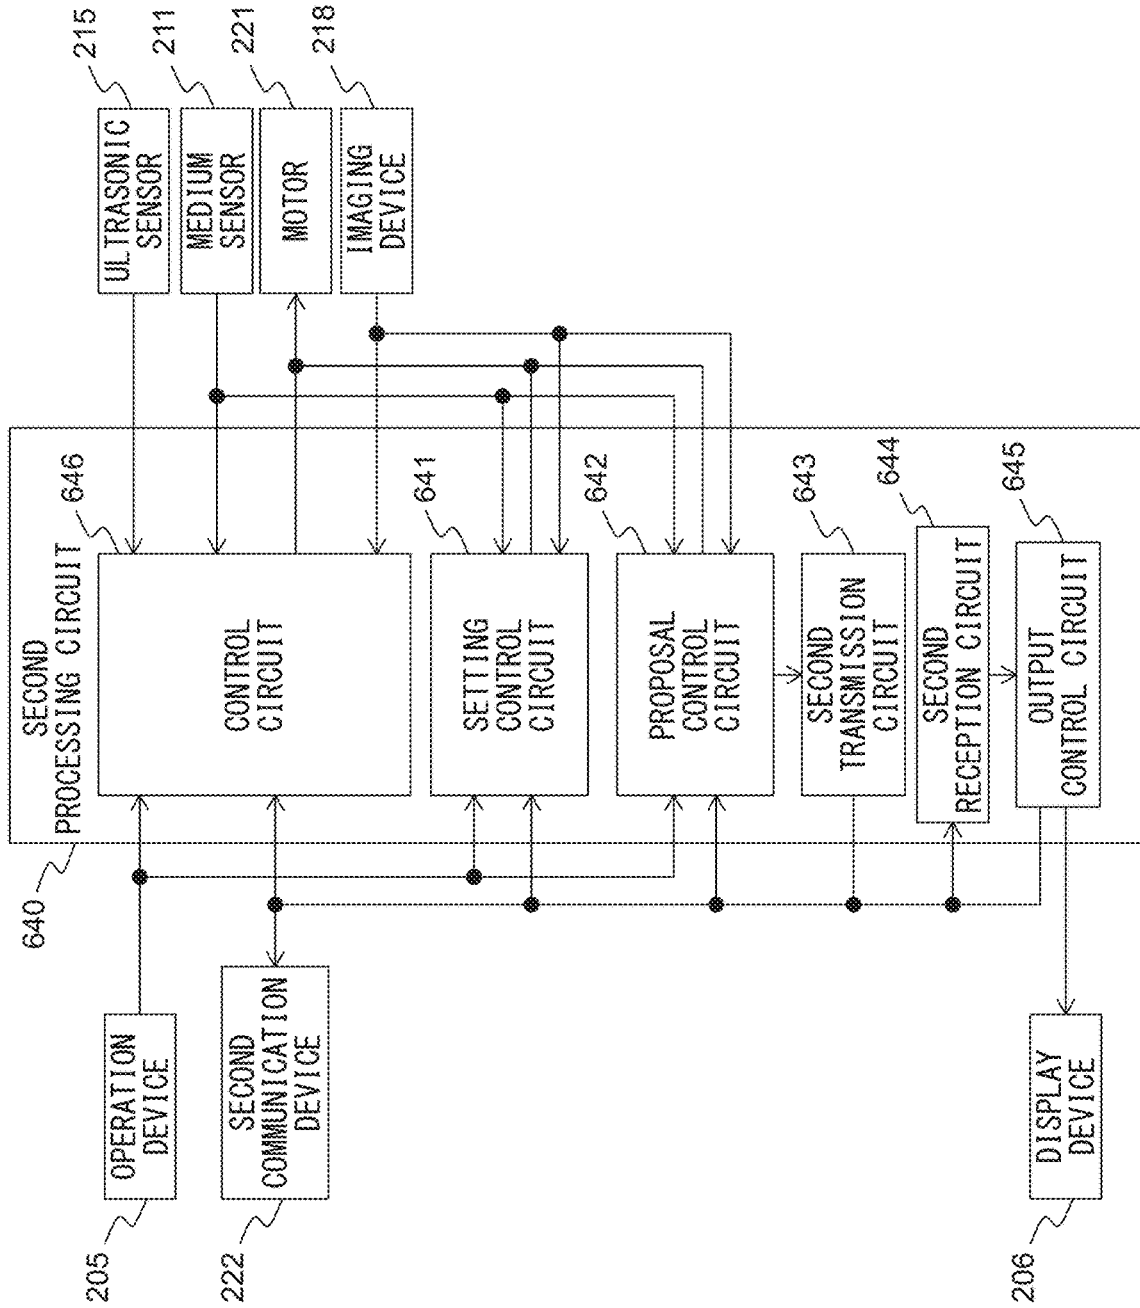 640
SECOND
PROCESSING CIRCUIT
205
OPERATION
DEVICE
646
CONTROL
CIRCUIT
215
ULTRASONIC
SENSOR
222
SECOND
COMMUNICATION
DEVICE
211
MEDIUM
SENSOR
221
MOTOR
218
IMAGING
DEVICE
641
SETTING
CONTROL
CIRCUIT
642
PROPOSAL
CONTROL
CIRCUIT
643
SECOND
TRANSMISSION
CIRCUIT
644
SECOND
RECEPTION CIRCUIT
645
OUTPUT
CONTROL CIRCUIT
206
DISPLAY
DEVICE